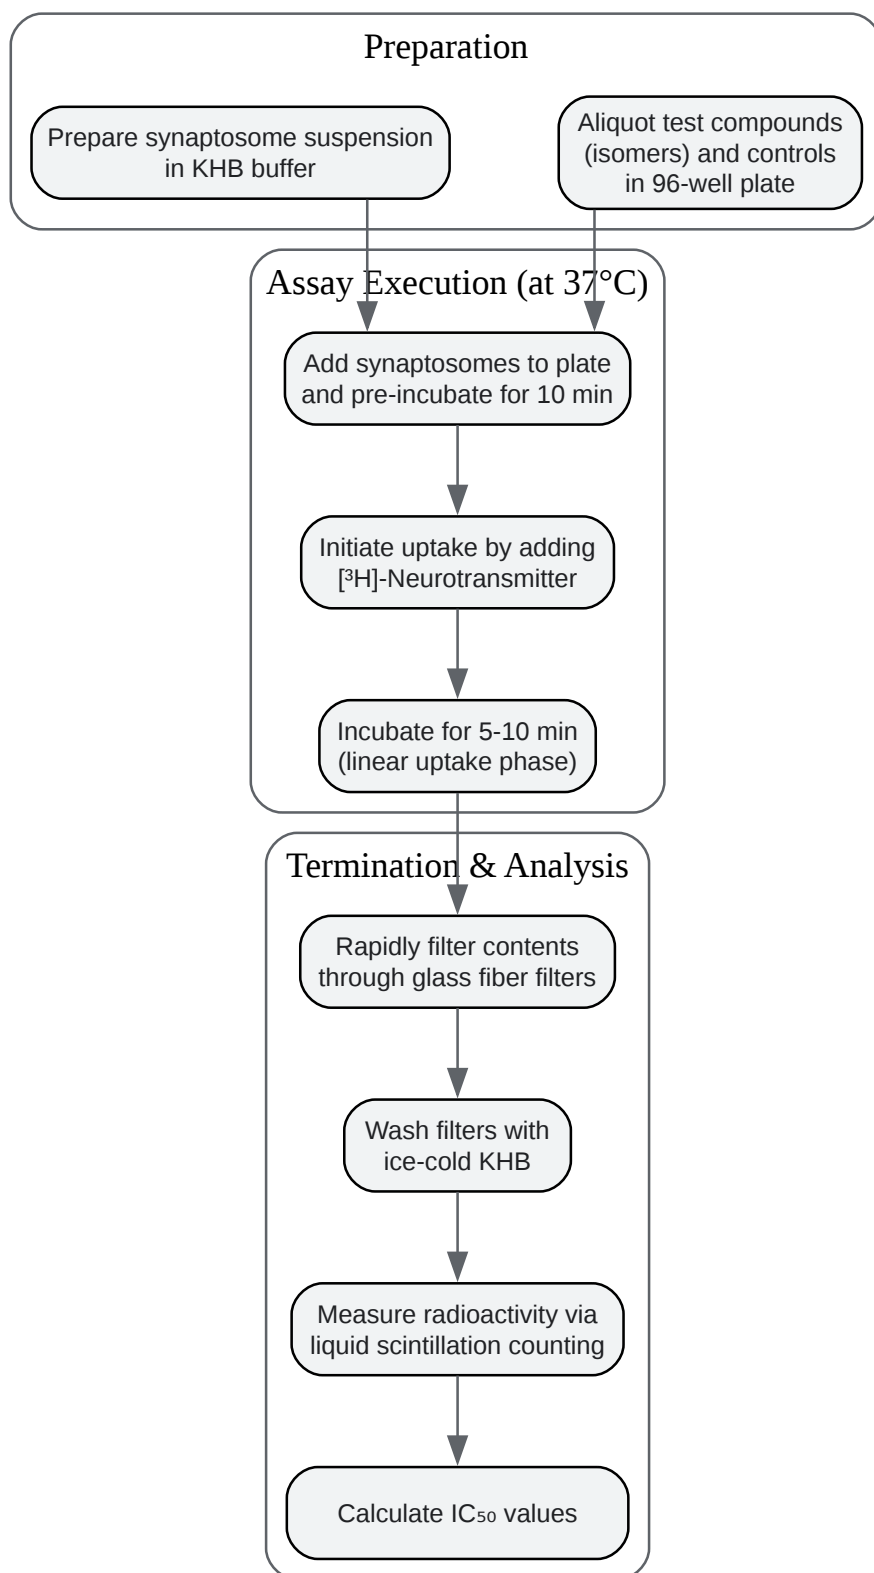 Preparation
Prepare synaptosome suspension
in KHB buffer
Aliquot test compounds
(isomers) and controls
in 96-well plate
Assay Execution (at 37°C)
Add synaptosomes to plate
and pre-incubate for 10 min
Initiate uptake by adding
[³H]-Neurotransmitter
Incubate for 5-10 min
(linear uptake phase)
Termination & Analysis
Rapidly filter contents
through glass fiber filters
Wash filters with
ice-cold KHB
Measure radioactivity via
liquid scintillation counting
Calculate IC₅₀ values